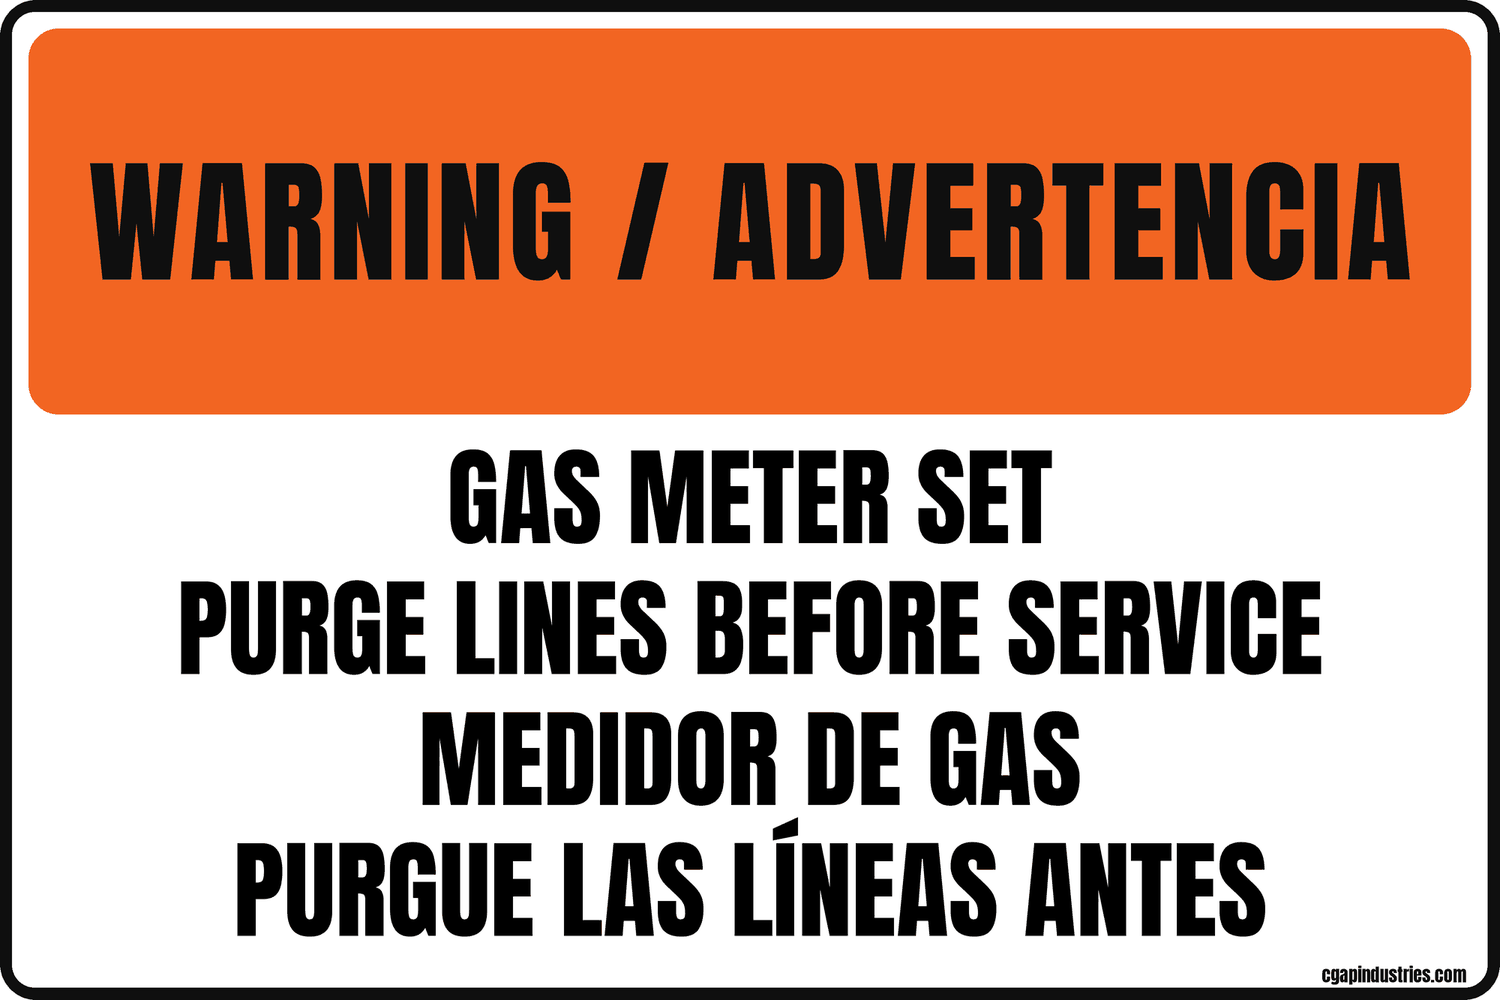 WARNING / ADVERTENCIA
GAS METER SET
PURGE LINES BEFORE SERVICE
MEDIDOR DE GAS
PURGUE LAS LÍNEAS ANTES
cgapindustries.com